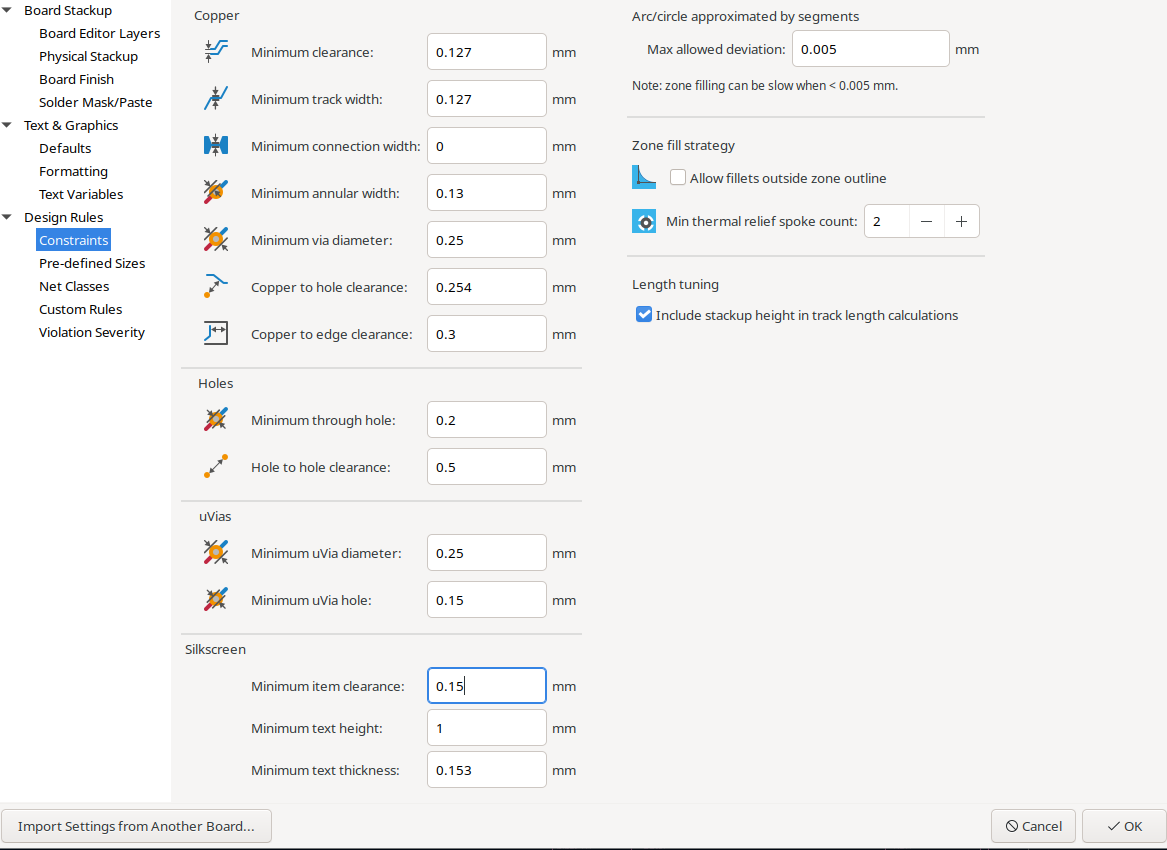 Board Stackup
Board Editor Layers
Physical Stackup
Board Finish
Solder Mask/Paste
Text & Graphics
Defaults
Formatting
Text Variables
Design Rules
Constraints
Pre-defined Sizes
Net Classes
Custom Rules
Violation Severity
Copper
Minimum clearance: 0.127 mm
Minimum track width: 0.127 mm
Minimum connection width: 0 mm
Minimum annular width: 0.13 mm
Minimum via diameter: 0.25 mm
Copper to hole clearance: 0.254 mm
Copper to edge clearance: 0.3 mm
Holes
Minimum through hole: 0.2 mm
Hole to hole clearance: 0.5 mm
uVias
Minimum uVia diameter: 0.25 mm
Minimum uVia hole: 0.15 mm
Silkscreen
Minimum item clearance: 0.15 mm
Minimum text height: 1 mm
Minimum text thickness: 0.153 mm
Arc/circle approximated by segments
Max allowed deviation: 0.005 mm
Note: zone filling can be slow when < 0.005 mm.
Zone fill strategy
Allow fillets outside zone outline
Min thermal relief spoke count: 2 − +
Length tuning
Include stackup height in track length calculations
Import Settings from Another Board... Cancel OK